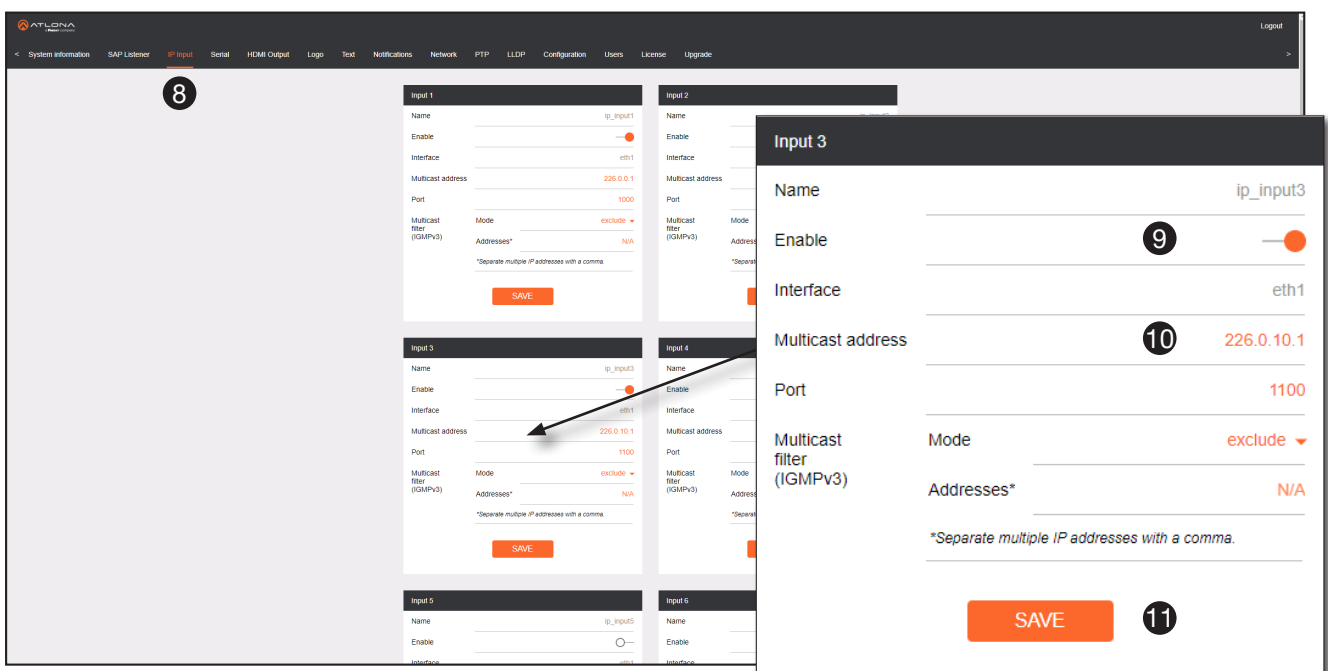 ATLONA
Logout
< System information SAP Listener IP Input Serial HDMI Output Logo Text Notifications Network PTP LLDP Configuration Users License Upgrade >
8
Input 1
Name ip_input1
Enable
Interface eth1
Multicast address 226.0.0.1
Port 1000
Multicast filter (IGMPv3) Mode exclude
Addresses* N/A
*Separate multiple IP addresses with a comma.
SAVE
Input 2
Name
Enable
Interface
Multicast address
Port
Multicast filter (IGMPv3) Mode
Input 3
Name ip_input3
Enable
Interface eth1
Multicast address 226.0.10.1
Port 1100
Multicast filter (IGMPv3) Mode exclude
Addresses* N/A
*Separate multiple IP addresses with a comma.
SAVE
Input 4
Name
Enable
Interface
Multicast address
Port
Multicast filter (IGMPv3) Mode
Input 5
Name ip_input5
Enable
Interface eth1
Input 6
Name
Enable
Interface
Input 3
Name ip_input3
Enable 9
Interface eth1
Multicast address 10 226.0.10.1
Port 1100
Multicast filter (IGMPv3) Mode exclude
Addresses* N/A
*Separate multiple IP addresses with a comma.
SAVE 11